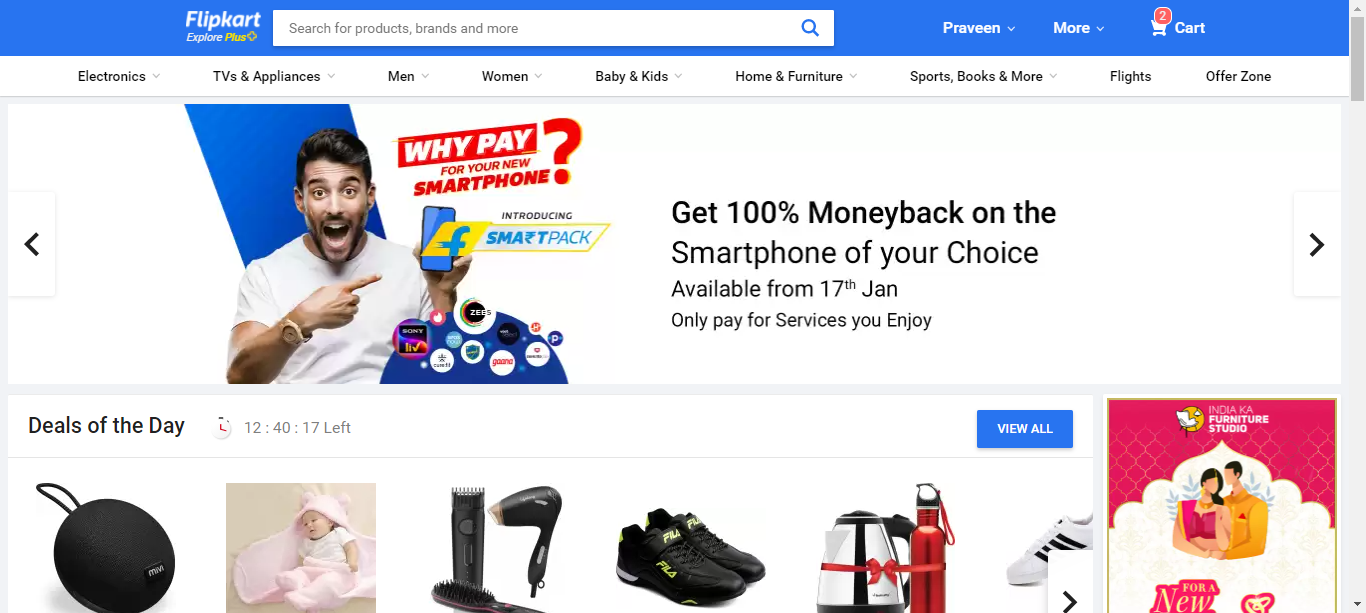 Flipkart
Explore Plus
Search for products, brands and more
Praveen
More
2
Cart
Electronics
TVs & Appliances
Men
Women
Baby & Kids
Home & Furniture
Sports, Books & More
Flights
Offer Zone
WHY PAY
FOR YOUR NEW
SMARTPHONE?
INTRODUCING
SMARTPACK
ZEE5
SONY
liv
cure.fit
gaana
Get 100% Moneyback on the
Smartphone of your Choice
Available from 17th Jan
Only pay for Services you Enjoy
Deals of the Day
12 : 40 : 17 Left
VIEW ALL
INDIA KA
FURNITURE
STUDIO
mivi
FILA
FILA
FOR A
New